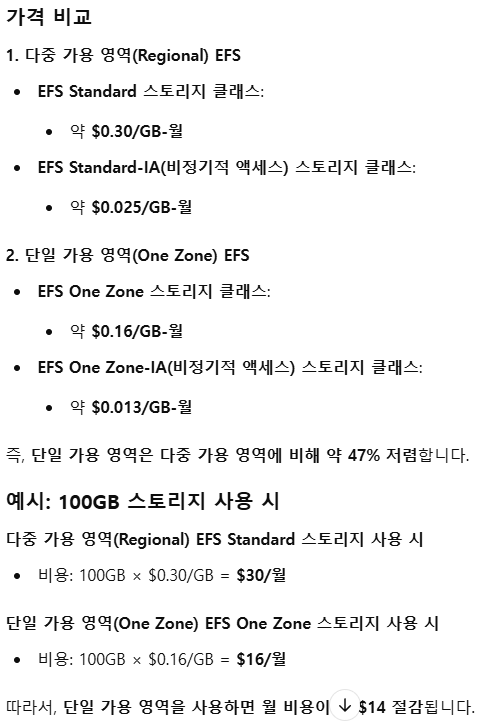 가격 비교
1. 다중 가용 영역(Regional) EFS
• EFS Standard 스토리지 클래스:
• 약 $0.30/GB-월
• EFS Standard-IA(비정기적 액세스) 스토리지 클래스:
• 약 $0.025/GB-월
2. 단일 가용 영역(One Zone) EFS
• EFS One Zone 스토리지 클래스:
• 약 $0.16/GB-월
• EFS One Zone-IA(비정기적 액세스) 스토리지 클래스:
• 약 $0.013/GB-월
즉, 단일 가용 영역은 다중 가용 영역에 비해 약 47% 저렴합니다.
예시: 100GB 스토리지 사용 시
다중 가용 영역(Regional) EFS Standard 스토리지 사용 시
• 비용: 100GB × $0.30/GB = $30/월
단일 가용 영역(One Zone) EFS One Zone 스토리지 사용 시
• 비용: 100GB × $0.16/GB = $16/월
따라서, 단일 가용 영역을 사용하면 월 비용이 $14 절감됩니다.